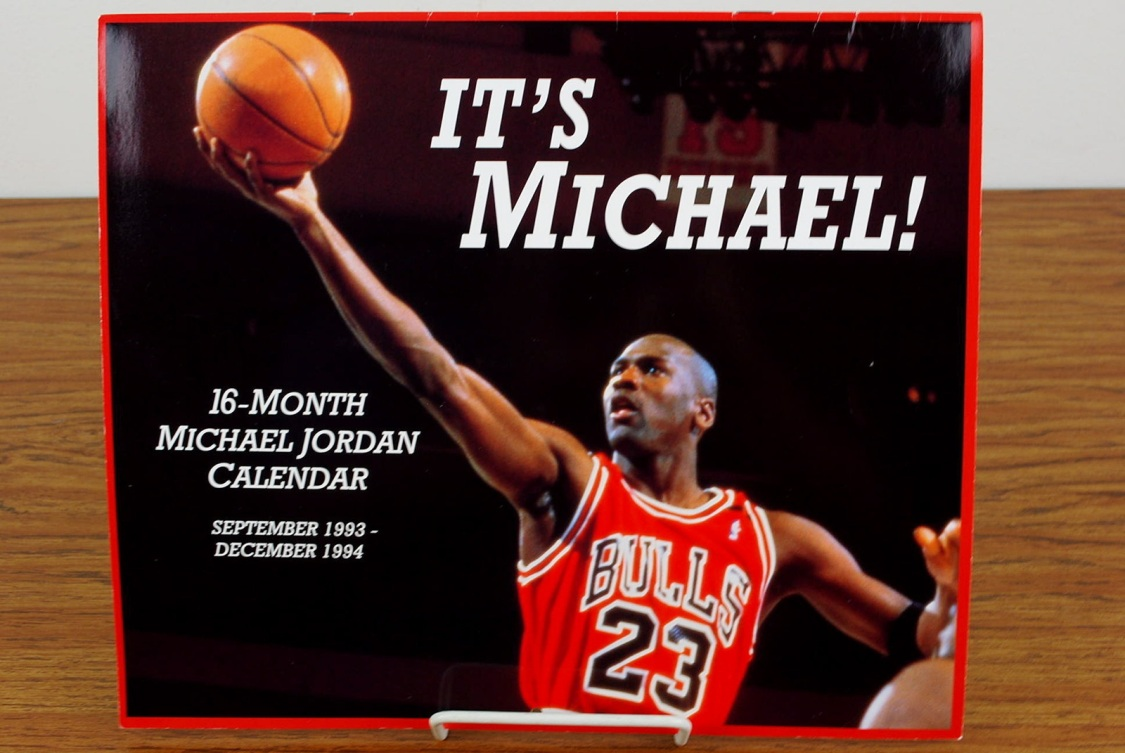 IT'S
MICHAEL!
16-MONTH
MICHAEL JORDAN
CALENDAR
SEPTEMBER 1993 -
DECEMBER 1994
BULLS
23